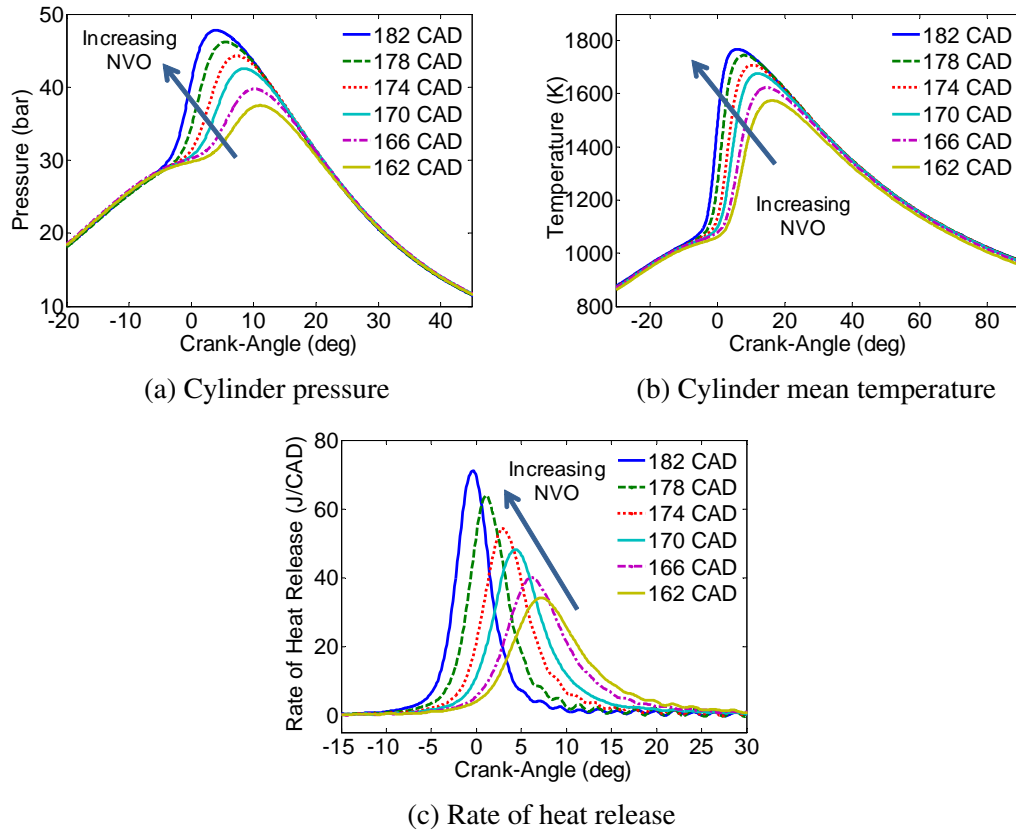 50
40
30
20
10
Pressure (bar)
-20 -10 0 10 20 30 40
Crank-Angle (deg)
Increasing
NVO
182 CAD
178 CAD
174 CAD
170 CAD
166 CAD
162 CAD
(a) Cylinder pressure
1800
1600
1400
1200
1000
800
Temperature (K)
-20 0 20 40 60 80
Crank-Angle (deg)
Increasing
NVO
182 CAD
178 CAD
174 CAD
170 CAD
166 CAD
162 CAD
(b) Cylinder mean temperature
80
60
40
20
0
Rate of Heat Release (J/CAD)
-15 -10 -5 0 5 10 15 20 25 30
Crank-Angle (deg)
Increasing
NVO
182 CAD
178 CAD
174 CAD
170 CAD
166 CAD
162 CAD
(c) Rate of heat release